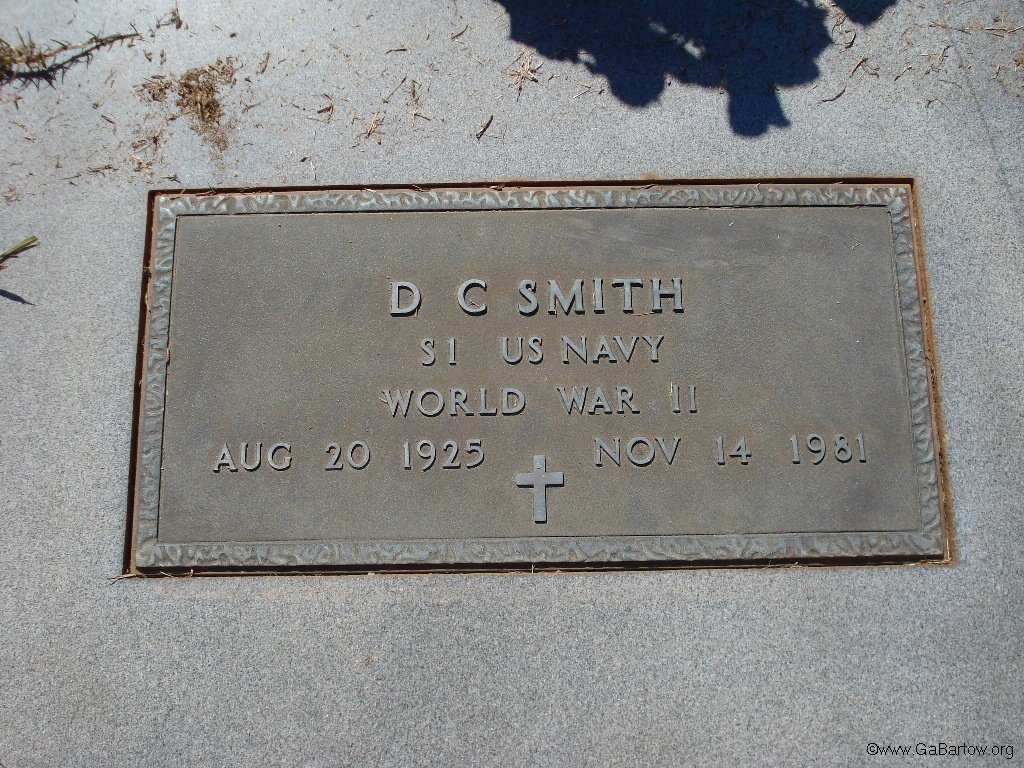 D C SMITH
S1 US NAVY
WORLD WAR II
AUG 20 1925 NOV 14 1981
©www.GaBartow.org